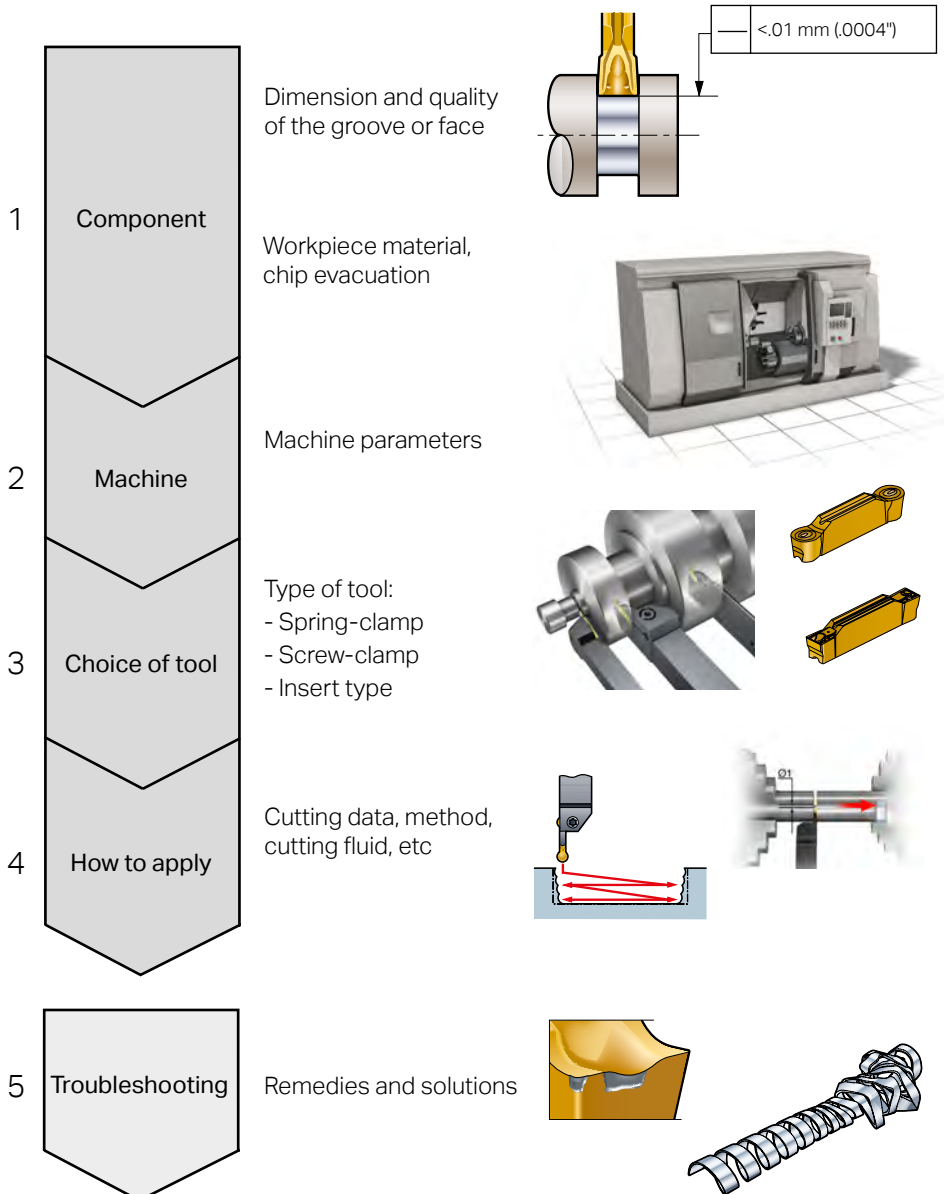 <.01 mm (.0004")
Dimension and quality
of the groove or face
1
Component
Workpiece material,
chip evacuation
Machine parameters
2
Machine
Type of tool:
- Spring-clamp
- Screw-clamp
- Insert type
3
Choice of tool
Ø1
Cutting data, method,
cutting fluid, etc
4
How to apply
5
Troubleshooting
Remedies and solutions